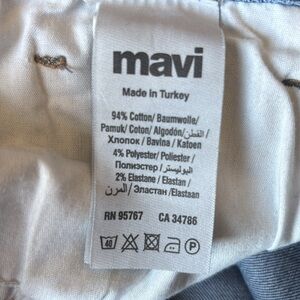 mavi
Made in Turkey
94% Cotton/ Baumwolle/
Pamuk/ Coton/ Algodón/القطن/
Хлопок / Bavlna / Katoen
4% Polyester/ Poliester /
Полиэстер /البوليستر/
2% Elastane / Elastan /
المرن/ Эластан /Elastaan
RN 95767 CA 34786
40 P